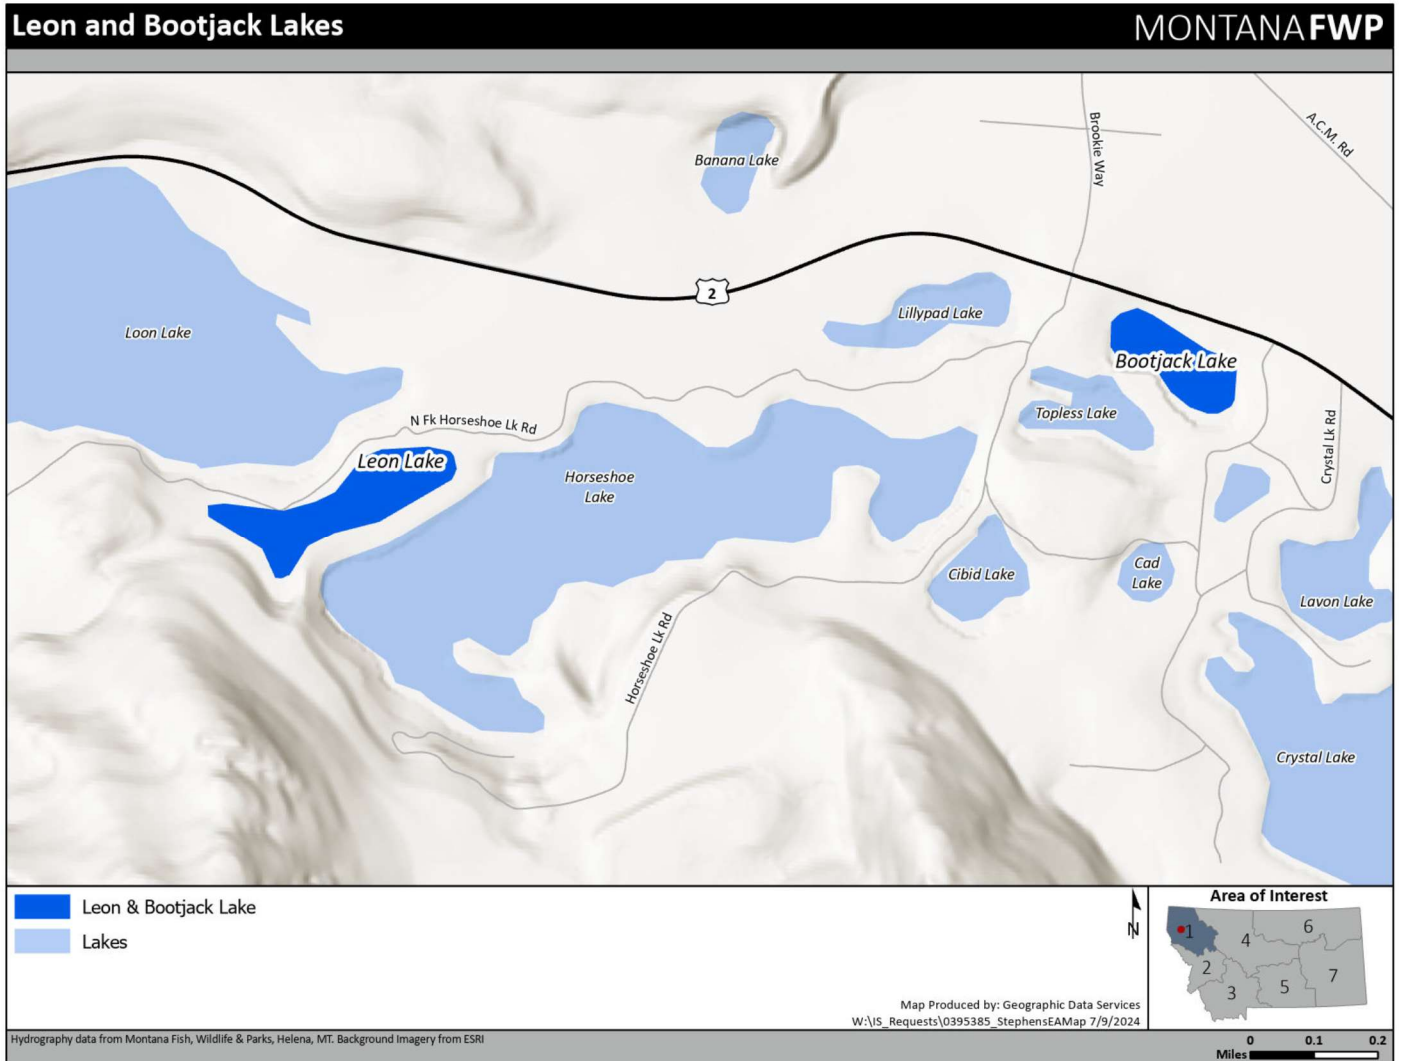 Leon and Bootjack Lakes
MONTANA FWP
Brookie Way
A.C.M. Rd
Banana Lake
2
Lillypad Lake
Loon Lake
Bootjack Lake
Topless Lake
N Fk Horseshoe Lk Rd
Crystal Lk Rd
Leon Lake
Horseshoe
Lake
Cibid Lake
Cad
Lake
Lavon Lake
Horseshoe Lk Rd
Crystal Lake
Leon & Bootjack Lake
Lakes
N
Area of Interest
1
4
6
2
3
5
7
Map Produced by: Geographic Data Services
W:\IS_Requests\0395385_StephensEAMap 7/9/2024
Hydrography data from Montana Fish, Wildlife & Parks, Helena, MT. Background Imagery from ESRI
0 0.1 0.2
Miles